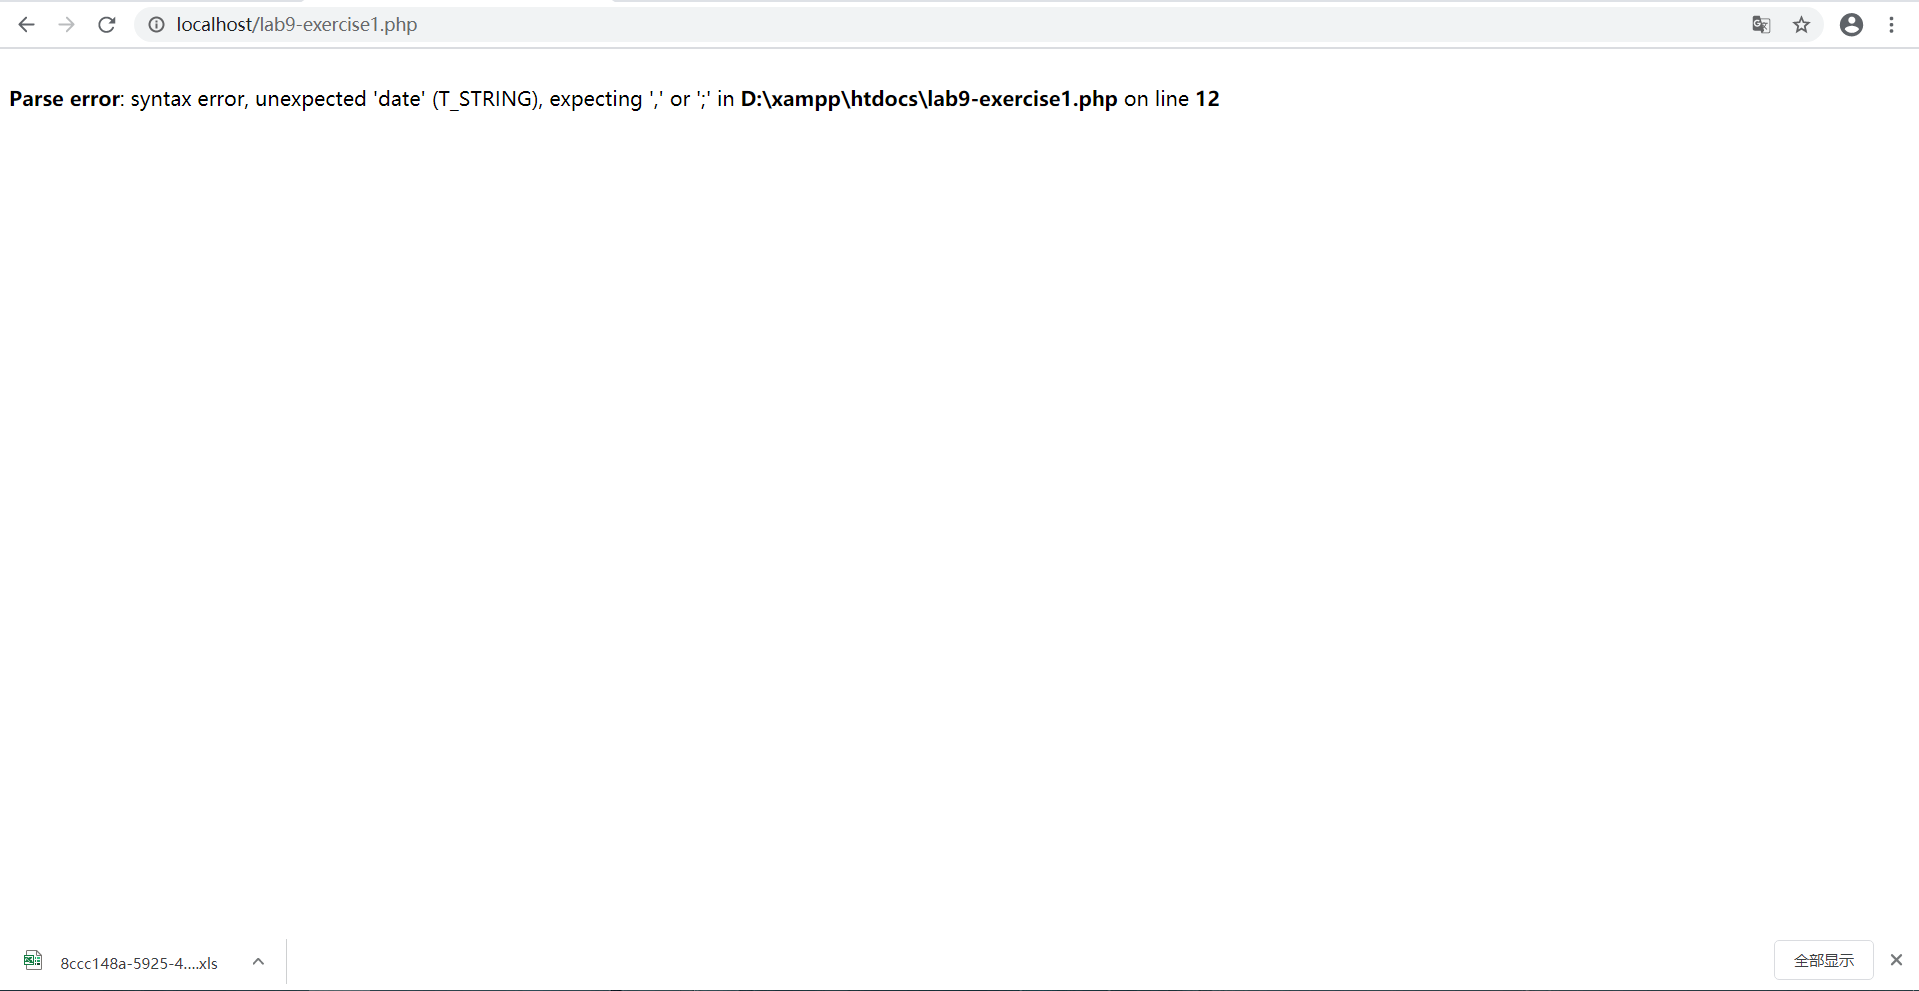 localhost/lab9-exercise1.php
Parse error: syntax error, unexpected 'date' (T_STRING), expecting ',' or ';' in D:\xampp\htdocs\lab9-exercise1.php on line 12
8ccc148a-5925-4....xls
全部显示